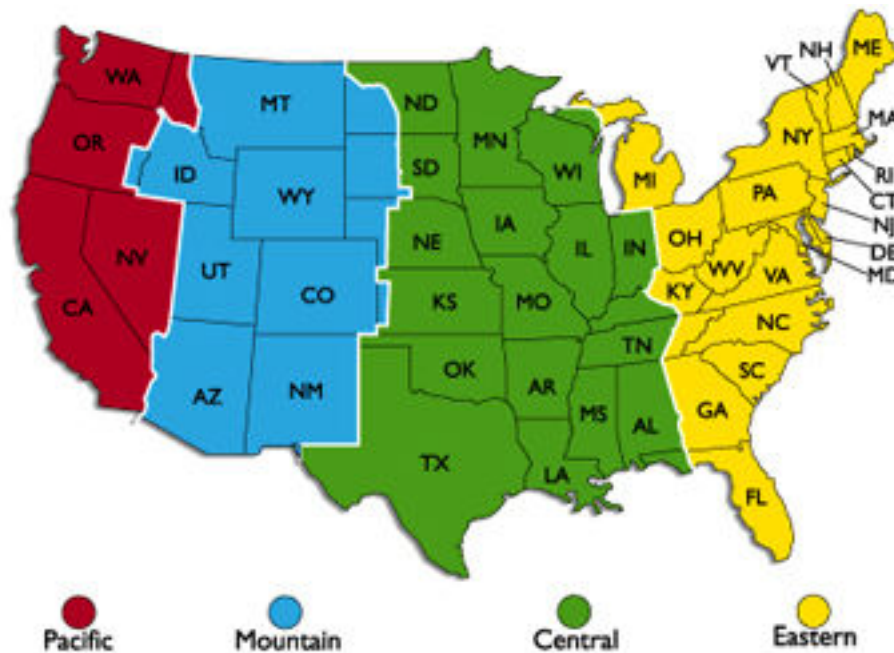 WA
MT
ND
MN
VT
NH
ME
OR
ID
WY
SD
WI
MI
NY
MA
RI
CT
NJ
DE
MD
PA
IA
NE
NV
UT
CO
IL
IN
OH
WV
VA
KY
CA
KS
MO
NC
TN
AZ
NM
OK
AR
SC
GA
MS
AL
TX
LA
FL
Pacific
Mountain
Central
Eastern